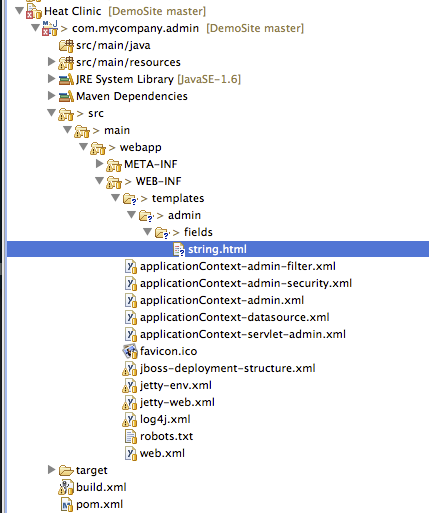 Heat Clinic [DemoSite master]
> com.mycompany.admin [DemoSite master]
src/main/java
> src/main/resources
JRE System Library [JavaSE-1.6]
Maven Dependencies
> src
> main
> webapp
META-INF
> WEB-INF
> templates
> admin
> fields
string.html
applicationContext-admin-filter.xml
applicationContext-admin-security.xml
applicationContext-admin.xml
applicationContext-datasource.xml
applicationContext-servlet-admin.xml
favicon.ico
jboss-deployment-structure.xml
jetty-env.xml
jetty-web.xml
log4j.xml
robots.txt
web.xml
target
build.xml
pom.xml